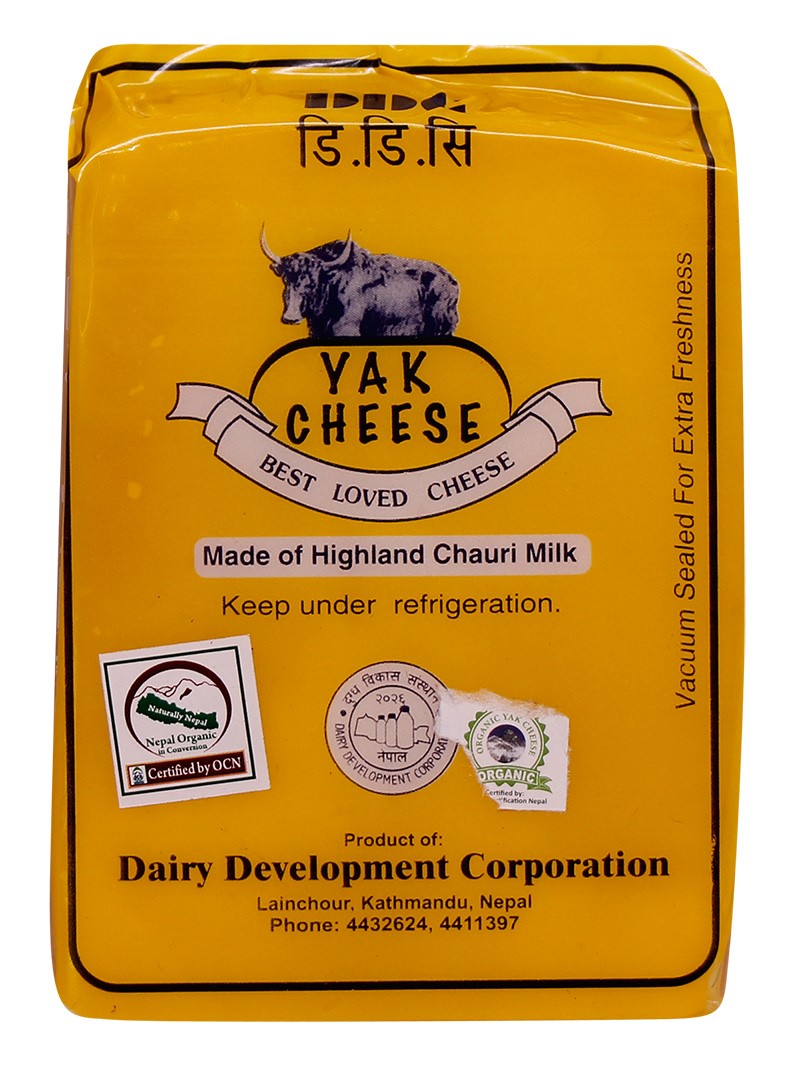 DDC
डि.डि.सि
YAK
CHEESE
BEST LOVED CHEESE
Made of Highland Chauri Milk
Keep under refrigeration.
Vacuum Sealed For Extra Freshness
Naturally Nepal
Nepal Organic
in Conversion
Certified by OCN
दुग्ध विकास संस्थान
२०२६
नेपाल
DAIRY DEVELOPMENT
ORGANIC YAK CHEESE
ORGANIC
Certified by:
Nepal
Product of:
Dairy Development Corporation
Lainchour, Kathmandu, Nepal
Phone: 4432624, 4411397